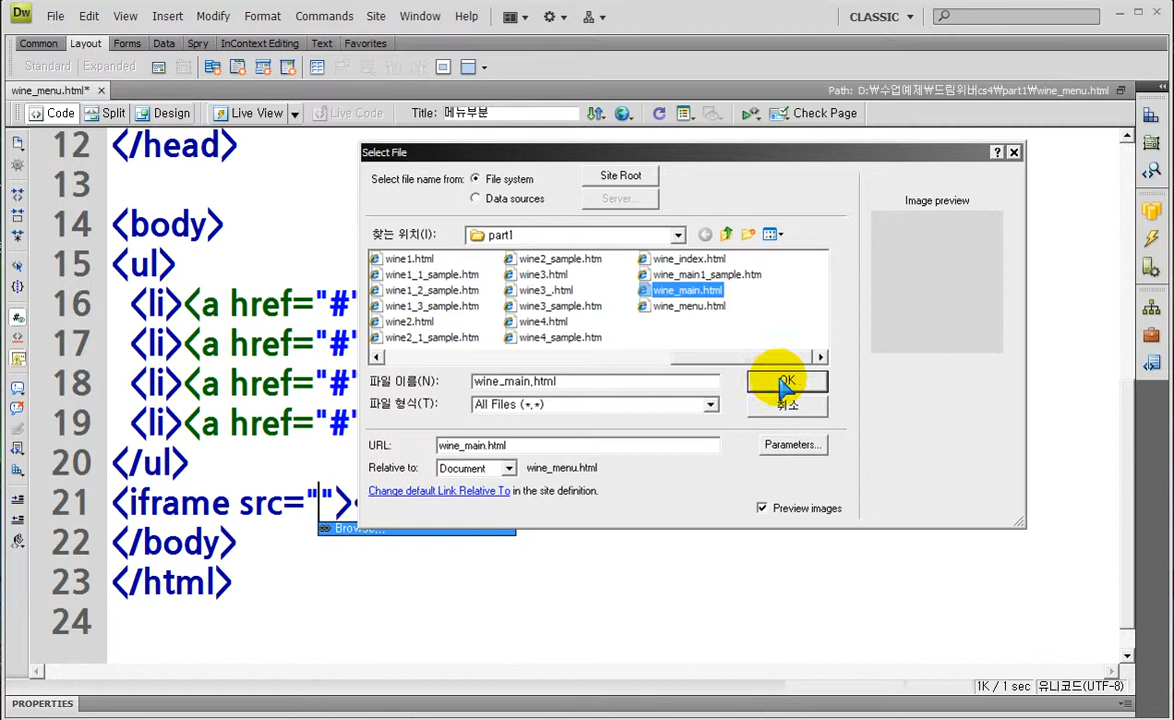 Dw File Edit View Insert Modify Format Commands Site Window Help CLASSIC
Common Layout Forms Data Spry InContext Editing Text Favorites
Standard Expanded
wine_menu.html* Path: D:₩수업예제₩드림위버cs4₩part1₩wine_menu.html
Code Split Design Live View Live Code Title: 메뉴부분 Check Page
12 </head>
13
14 <body>
15 <ul>
16 <li><a href="#"
17 <li><a href="#"
18 <li><a href="#"
19 <li><a href="#"
20 </ul>
21 <iframe src="">
Browse...
22 </body>
23 </html>
24
Select File
Select file name from: File system Site Root
Data sources Server...
찾는 위치(I): part1
wine1.html wine2_sample.htm wine_index.html
wine1_1_sample.htm wine3.html wine_main1_sample.htm
wine1_2_sample.htm wine3_.html wine_main.html
wine1_3_sample.htm wine3_sample.htm wine_menu.html
wine2.html wine4.html
wine2_1_sample.htm wine4_sample.htm
파일 이름(N): wine_main.html OK
파일 형식(T): All Files (*.*) 취소
URL: wine_main.html Parameters...
Relative to: Document wine_menu.html
Change default Link Relative To in the site definition.
Image preview
Preview images
1K / 1 sec 유니코드(UTF-8)
PROPERTIES